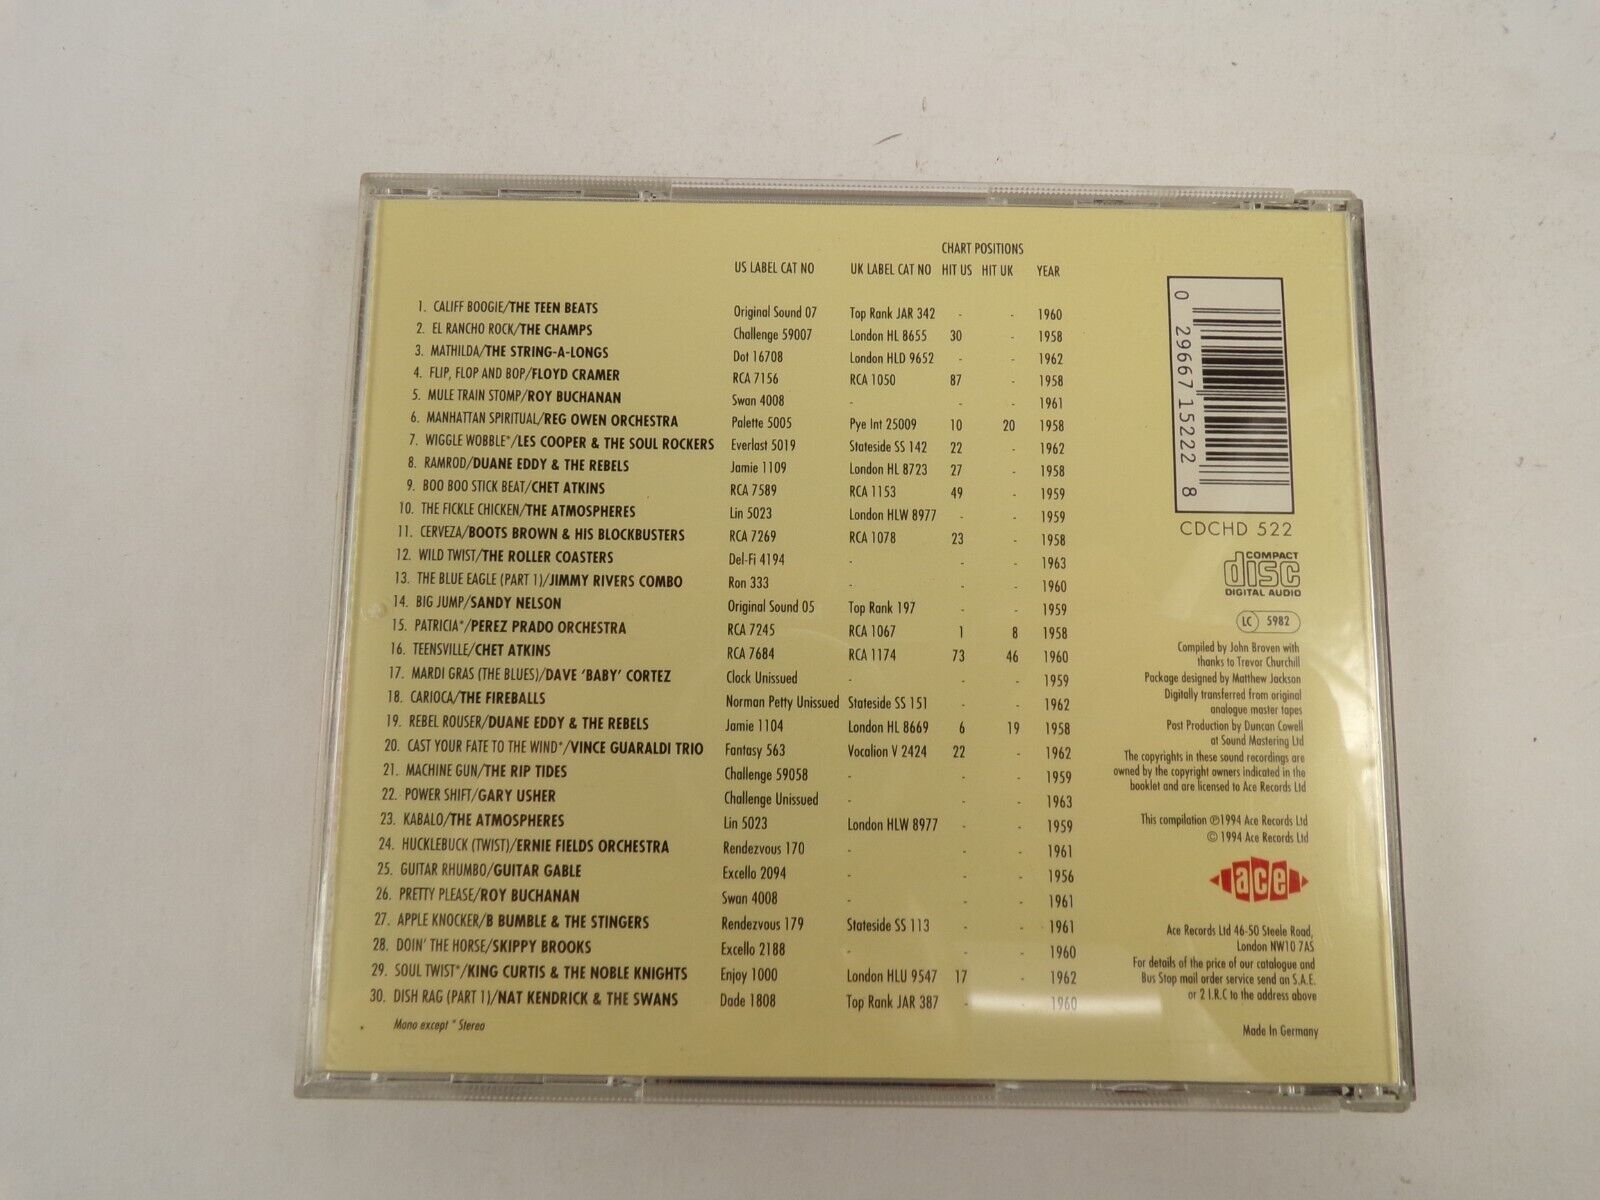 CHART POSITIONS
US LABEL CAT NO UK LABEL CAT NO HIT US HIT UK YEAR
1. CALIFF BOOGIE/THE TEEN BEATS Original Sound 07 Top Rank JAR 342 - - 1960
2. EL RANCHO ROCK/THE CHAMPS Challenge 59007 London HL 8655 30 - 1958
3. MATHILDA/THE STRING-A-LONGS Dot 16708 London HLD 9652 - - 1962
4. FLIP, FLOP AND BOP/FLOYD CRAMER RCA 7156 RCA 1050 87 - 1958
5. MULE TRAIN STOMP/ROY BUCHANAN Swan 4008 - - - 1961
6. MANHATTAN SPIRITUAL/REG OWEN ORCHESTRA Palette 5005 Pye Int 25009 10 20 1958
7. WIGGLE WOBBLE*/LES COOPER & THE SOUL ROCKERS Everlast 5019 Stateside SS 142 22 - 1962
8. RAMROD/DUANE EDDY & THE REBELS Jamie 1109 London HL 8723 27 - 1958
9. BOO BOO STICK BEAT/CHET ATKINS RCA 7589 RCA 1153 49 - 1959
10. THE FICKLE CHICKEN/THE ATMOSPHERES Lin 5023 London HLW 8977 - - 1959
11. CERVEZA/BOOTS BROWN & HIS BLOCKBUSTERS RCA 7269 RCA 1078 23 - 1958
12. WILD TWIST/THE ROLLER COASTERS Del-Fi 4194 - - - 1963
13. THE BLUE EAGLE (PART 1)/JIMMY RIVERS COMBO Ron 333 - - - 1960
14. BIG JUMP/SANDY NELSON Original Sound 05 Top Rank 197 - - 1959
15. PATRICIA*/PEREZ PRADO ORCHESTRA RCA 7245 RCA 1067 1 8 1958
16. TEENSVILLE/CHET ATKINS RCA 7684 RCA 1174 73 46 1960
17. MARDI GRAS (THE BLUES)/DAVE 'BABY' CORTEZ Clock Unissued - - - 1959
18. CARIOCA/THE FIREBALLS Norman Petty Unissued Stateside SS 151 - - 1962
19. REBEL ROUSER/DUANE EDDY & THE REBELS Jamie 1104 London HL 8669 6 19 1958
20. CAST YOUR FATE TO THE WIND*/VINCE GUARALDI TRIO Fantasy 563 Vocalion V 2424 22 - 1962
21. MACHINE GUN/THE RIP TIDES Challenge 59058 - - - 1959
22. POWER SHIFT/GARY USHER Challenge Unissued - - - 1963
23. KABALO/THE ATMOSPHERES Lin 5023 London HLW 8977 - - 1959
24. HUCKLEBUCK (TWIST)/ERNIE FIELDS ORCHESTRA Rendezvous 170 - - - 1961
25. GUITAR RHUMBO/GUITAR GABLE Excello 2094 - - - 1956
26. PRETTY PLEASE/ROY BUCHANAN Swan 4008 - - - 1961
27. APPLE KNOCKER/B BUMBLE & THE STINGERS Rendezvous 179 Stateside SS 113 - - 1961
28. DOIN' THE HORSE/SKIPPY BROOKS Excello 2188 - - - 1960
29. SOUL TWIST*/KING CURTIS & THE NOBLE KNIGHTS Enjoy 1000 London HLU 9547 17 - 1962
30. DISH RAG (PART 1)/NAT KENDRICK & THE SWANS Dade 1808 Top Rank JAR 387 - - 1960
Mono except * Stereo
0 29667 15222 8
CDCHD 522
COMPACT
disc
DIGITAL AUDIO
LC 5982
Compiled by John Broven with
thanks to Trevor Churchill
Package designed by Matthew Jackson
Digitally transferred from original
analogue master tapes
Post Production by Duncan Cowell
at Sound Mastering Ltd
The copyrights in these sound recordings are
owned by the copyright owners indicated in the
booklet and are licensed to Ace Records Ltd
This compilation ℗1994 Ace Records Ltd
© 1994 Ace Records Ltd
ace
Ace Records Ltd 46-50 Steele Road,
London NW10 7AS
For details of the price of our catalogue and
Bus Stop mail order service send an S.A.E.
or 2 I.R.C to the address above
Made In Germany